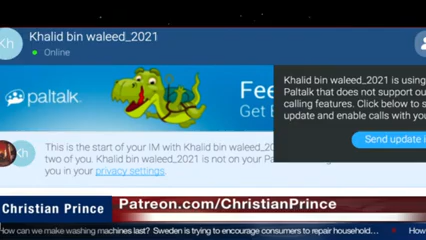 Kh
Khalid bin waleed_2021
Online
paltalk
Fee
Get E
Khalid bin waleed_2021 is using
Paltalk that does not support ou
calling features. Click below to s
update and enable calls with you
Send update i
Kh
This is the start of your IM with Khalid bin waleed_202
two of you. Khalid bin waleed_2021 is not on your Pa
you in your privacy settings.
Christian Prince
Patreon.com/ChristianPrince
How can we make washing machines last? Sweden is trying to encourage consumers to repair household...
How